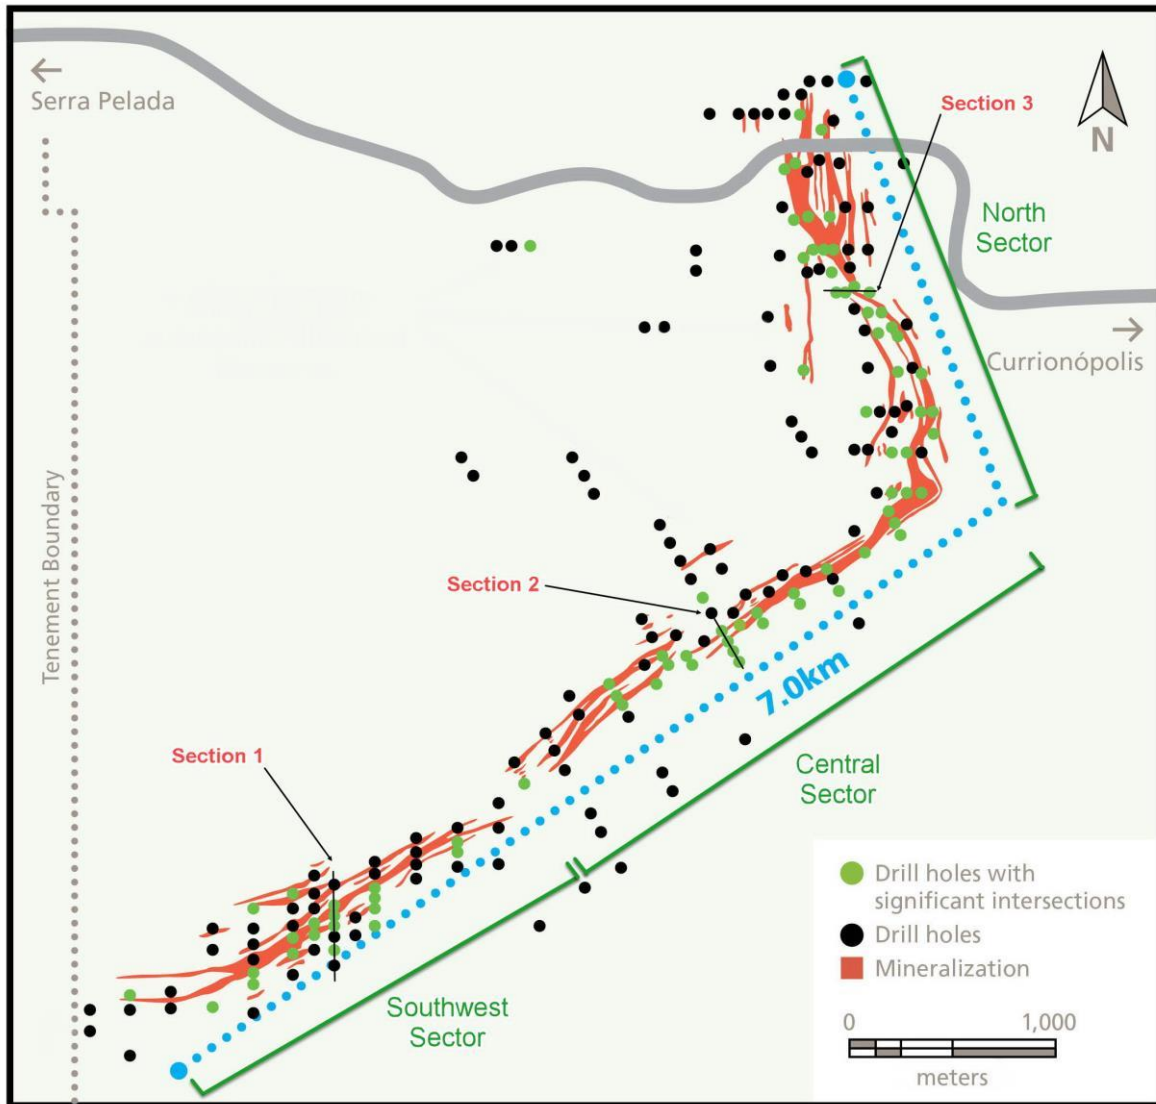 Serra Pelada
Section 3
N
North
Sector
Currionópolis
Tenement Boundary
Section 2
7.0km
Section 1
Central
Sector
Southwest
Sector
Drill holes with
significant intersections
Drill holes
Mineralization
0 1,000
meters